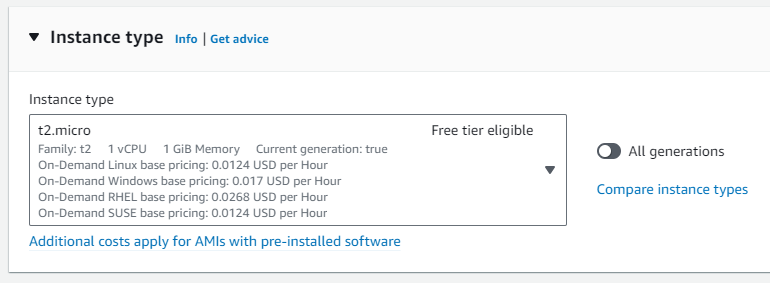 Instance type Info | Get advice
Instance type
t2.micro Free tier eligible
Family: t2 1 vCPU 1 GiB Memory Current generation: true
On-Demand Linux base pricing: 0.0124 USD per Hour
On-Demand Windows base pricing: 0.017 USD per Hour
On-Demand RHEL base pricing: 0.0268 USD per Hour
On-Demand SUSE base pricing: 0.0124 USD per Hour
All generations
Compare instance types
Additional costs apply for AMIs with pre-installed software